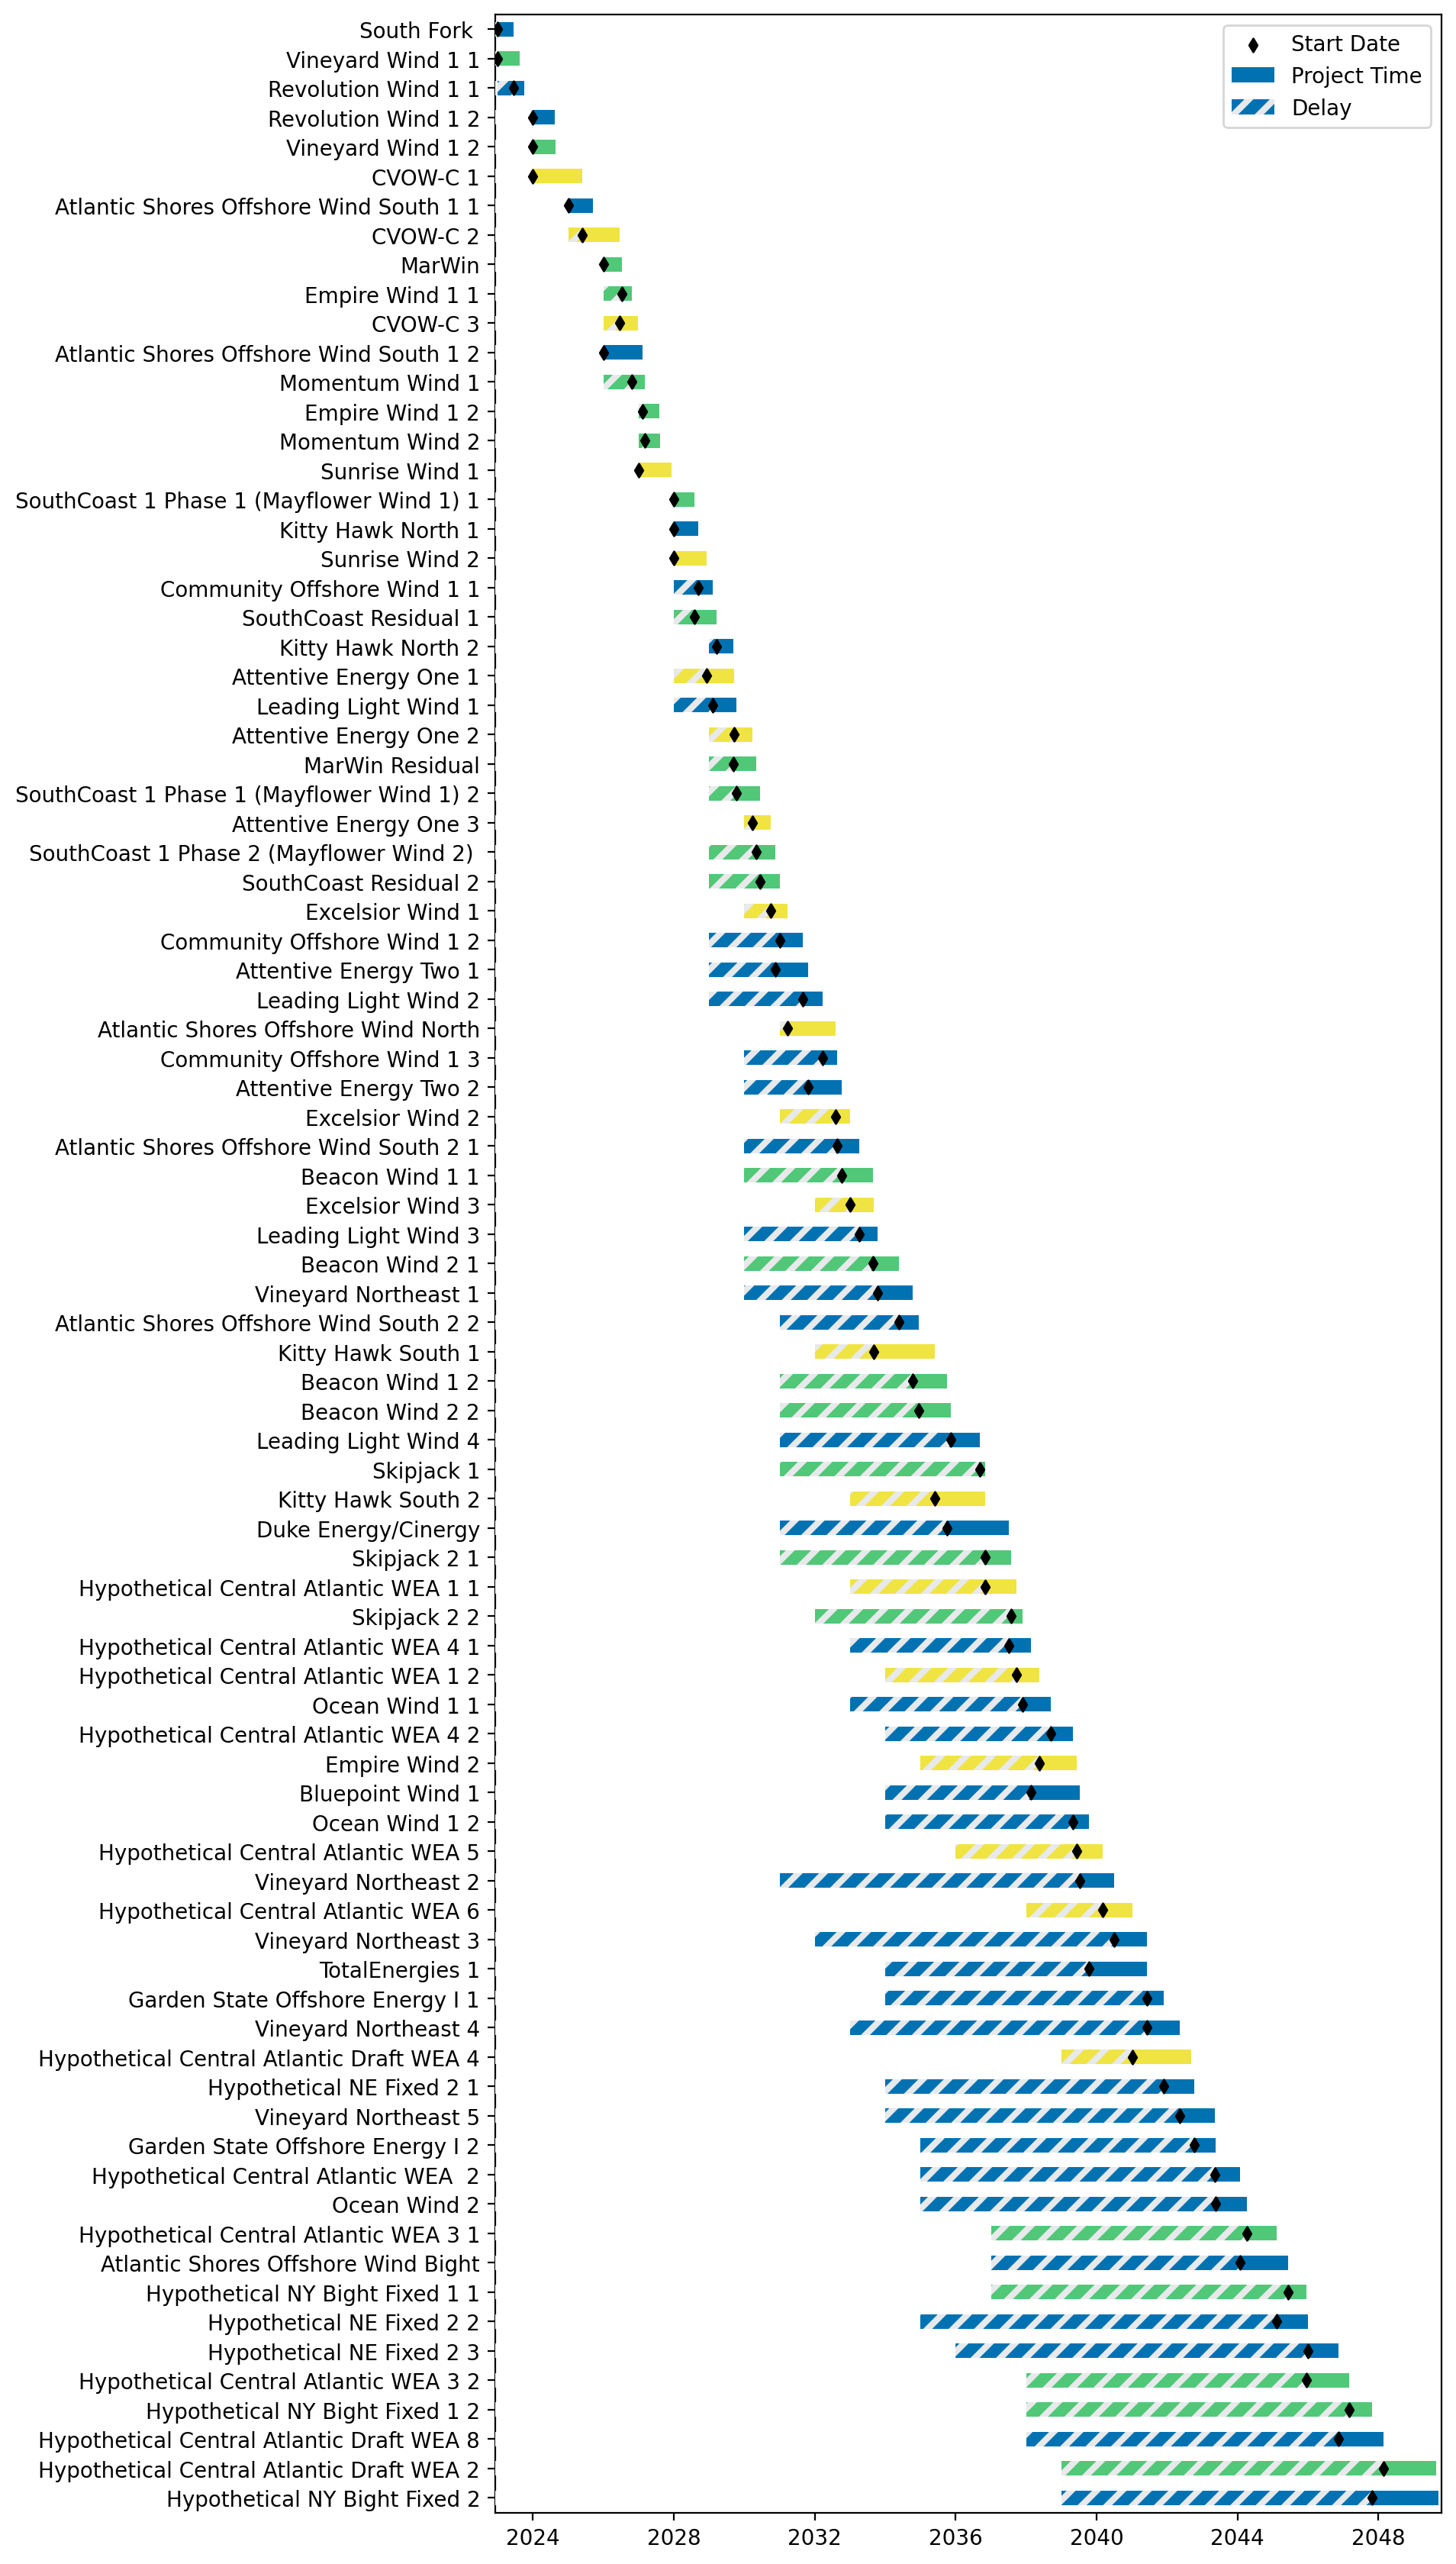 South Fork
Vineyard Wind 1 1
Revolution Wind 1 1
Revolution Wind 1 2
Vineyard Wind 1 2
CVOW-C 1
Atlantic Shores Offshore Wind South 1 1
CVOW-C 2
MarWin
Empire Wind 1 1
CVOW-C 3
Atlantic Shores Offshore Wind South 1 2
Momentum Wind 1
Empire Wind 1 2
Momentum Wind 2
Sunrise Wind 1
SouthCoast 1 Phase 1 (Mayflower Wind 1) 1
Kitty Hawk North 1
Sunrise Wind 2
Community Offshore Wind 1 1
SouthCoast Residual 1
Kitty Hawk North 2
Attentive Energy One 1
Leading Light Wind 1
Attentive Energy One 2
MarWin Residual
SouthCoast 1 Phase 1 (Mayflower Wind 1) 2
Attentive Energy One 3
SouthCoast 1 Phase 2 (Mayflower Wind 2)
SouthCoast Residual 2
Excelsior Wind 1
Community Offshore Wind 1 2
Attentive Energy Two 1
Leading Light Wind 2
Atlantic Shores Offshore Wind North
Community Offshore Wind 1 3
Attentive Energy Two 2
Excelsior Wind 2
Atlantic Shores Offshore Wind South 2 1
Beacon Wind 1 1
Excelsior Wind 3
Leading Light Wind 3
Beacon Wind 2 1
Vineyard Northeast 1
Atlantic Shores Offshore Wind South 2 2
Kitty Hawk South 1
Beacon Wind 1 2
Beacon Wind 2 2
Leading Light Wind 4
Skipjack 1
Kitty Hawk South 2
Duke Energy/Cinergy
Skipjack 2 1
Hypothetical Central Atlantic WEA 1 1
Skipjack 2 2
Hypothetical Central Atlantic WEA 4 1
Hypothetical Central Atlantic WEA 1 2
Ocean Wind 1 1
Hypothetical Central Atlantic WEA 4 2
Empire Wind 2
Bluepoint Wind 1
Ocean Wind 1 2
Hypothetical Central Atlantic WEA 5
Vineyard Northeast 2
Hypothetical Central Atlantic WEA 6
Vineyard Northeast 3
TotalEnergies 1
Garden State Offshore Energy I 1
Vineyard Northeast 4
Hypothetical Central Atlantic Draft WEA 4
Hypothetical NE Fixed 2 1
Vineyard Northeast 5
Garden State Offshore Energy I 2
Hypothetical Central Atlantic WEA  2
Ocean Wind 2
Hypothetical Central Atlantic WEA 3 1
Atlantic Shores Offshore Wind Bight
Hypothetical NY Bight Fixed 1 1
Hypothetical NE Fixed 2 2
Hypothetical NE Fixed 2 3
Hypothetical Central Atlantic WEA 3 2
Hypothetical NY Bight Fixed 1 2
Hypothetical Central Atlantic Draft WEA 8
Hypothetical Central Atlantic Draft WEA 2
Hypothetical NY Bight Fixed 2
Start Date
Project Time
Delay
2024 2028 2032 2036 2040 2044 2048